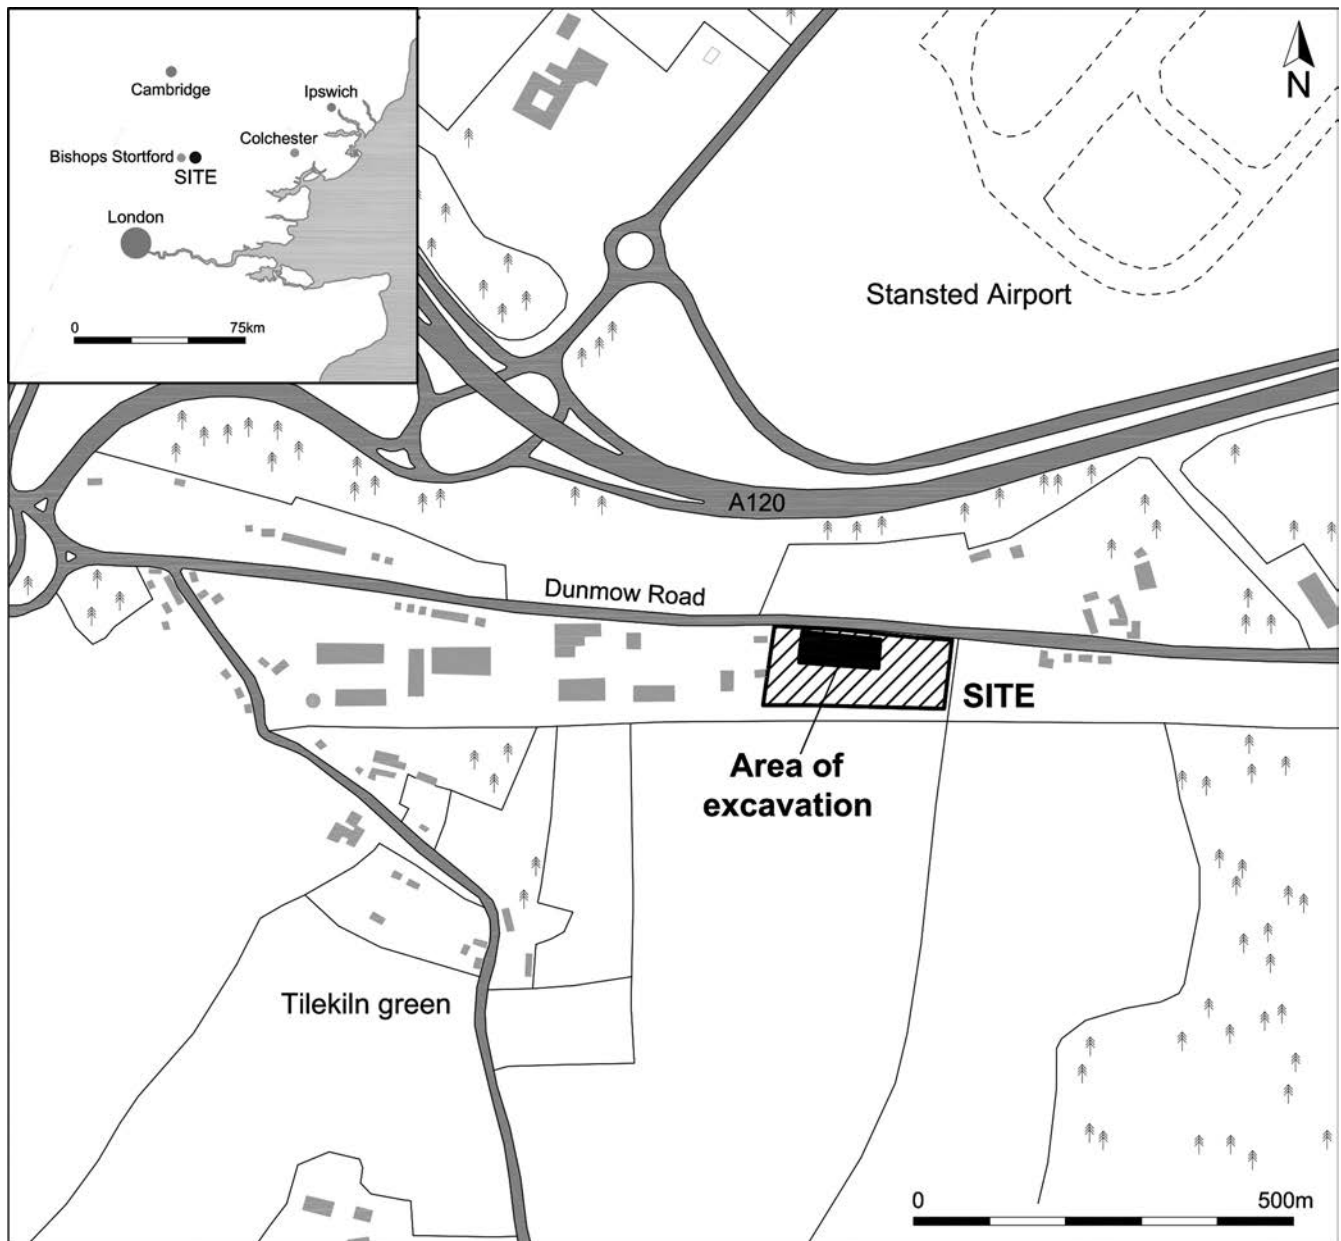 Cambridge
Ipswich
Colchester
Bishops Stortford
SITE
London
0 75km
N
Stansted Airport
A120
Dunmow Road
SITE
Area of
excavation
Tilekiln green
0 500m